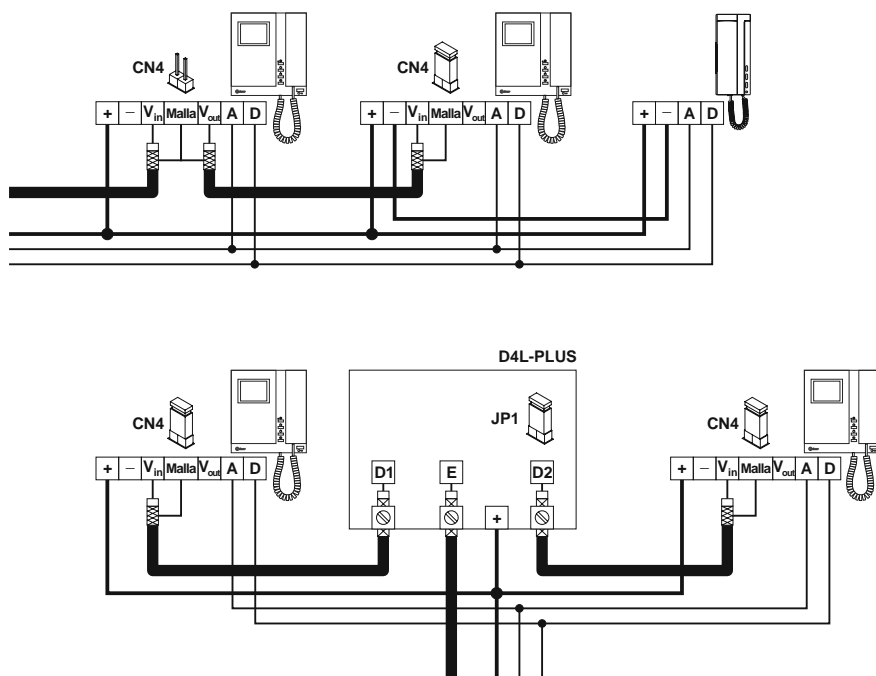 CN4
CN4
+ – Vin Malla Vout A D
+ – Vin Malla Vout A D
+ – A D
D4L-PLUS
CN4
JP1
CN4
+ – Vin Malla Vout A D
D1
E
D2
+
+ – Vin Malla Vout A D